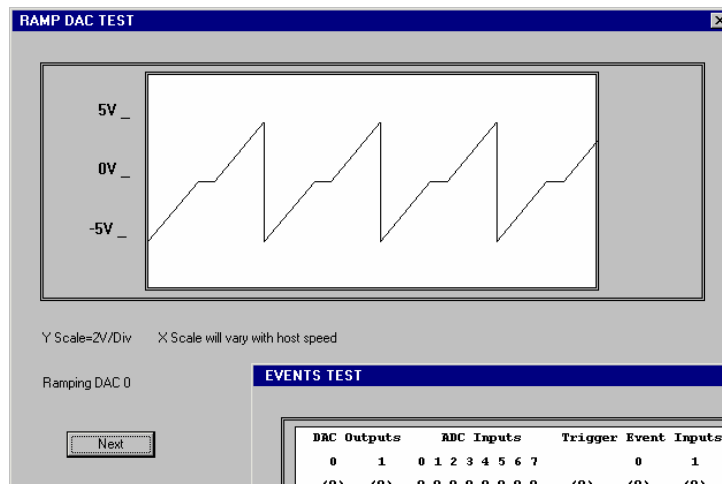 RAMP DAC TEST
5V _
0V _
-5V _
Y Scale=2V/Div X Scale will vary with host speed
Ramping DAC 0
Next
EVENTS TEST
DAC Outputs ADC Inputs Trigger Event Inputs
0 1 0 1 2 3 4 5 6 7 0 1